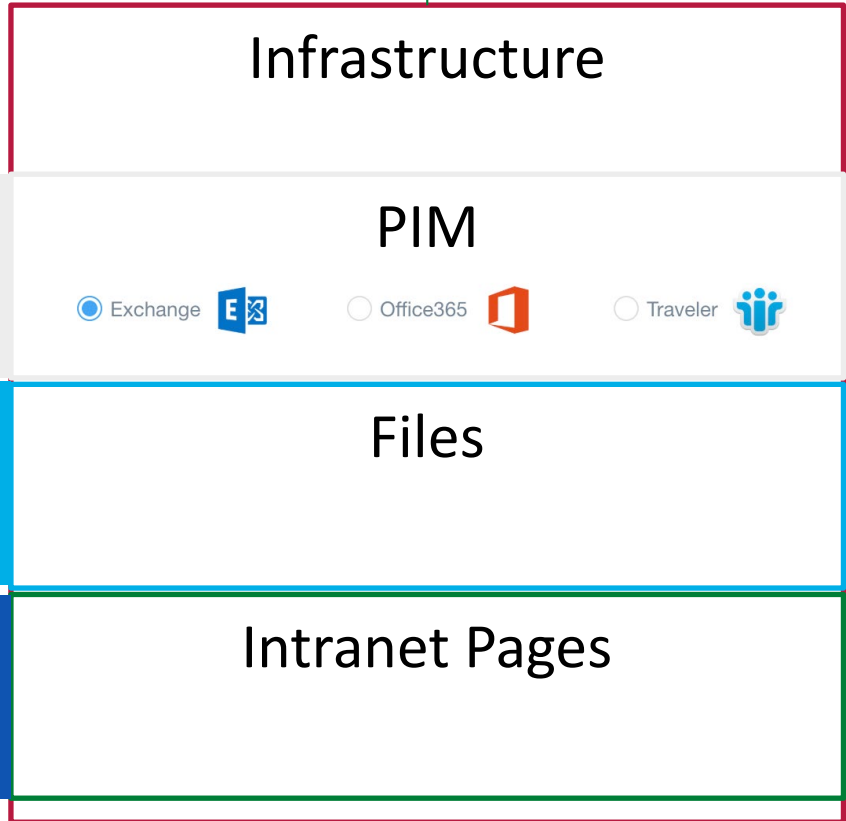 Infrastructure
PIM
Exchange E Office365 Traveler
Files
Intranet Pages